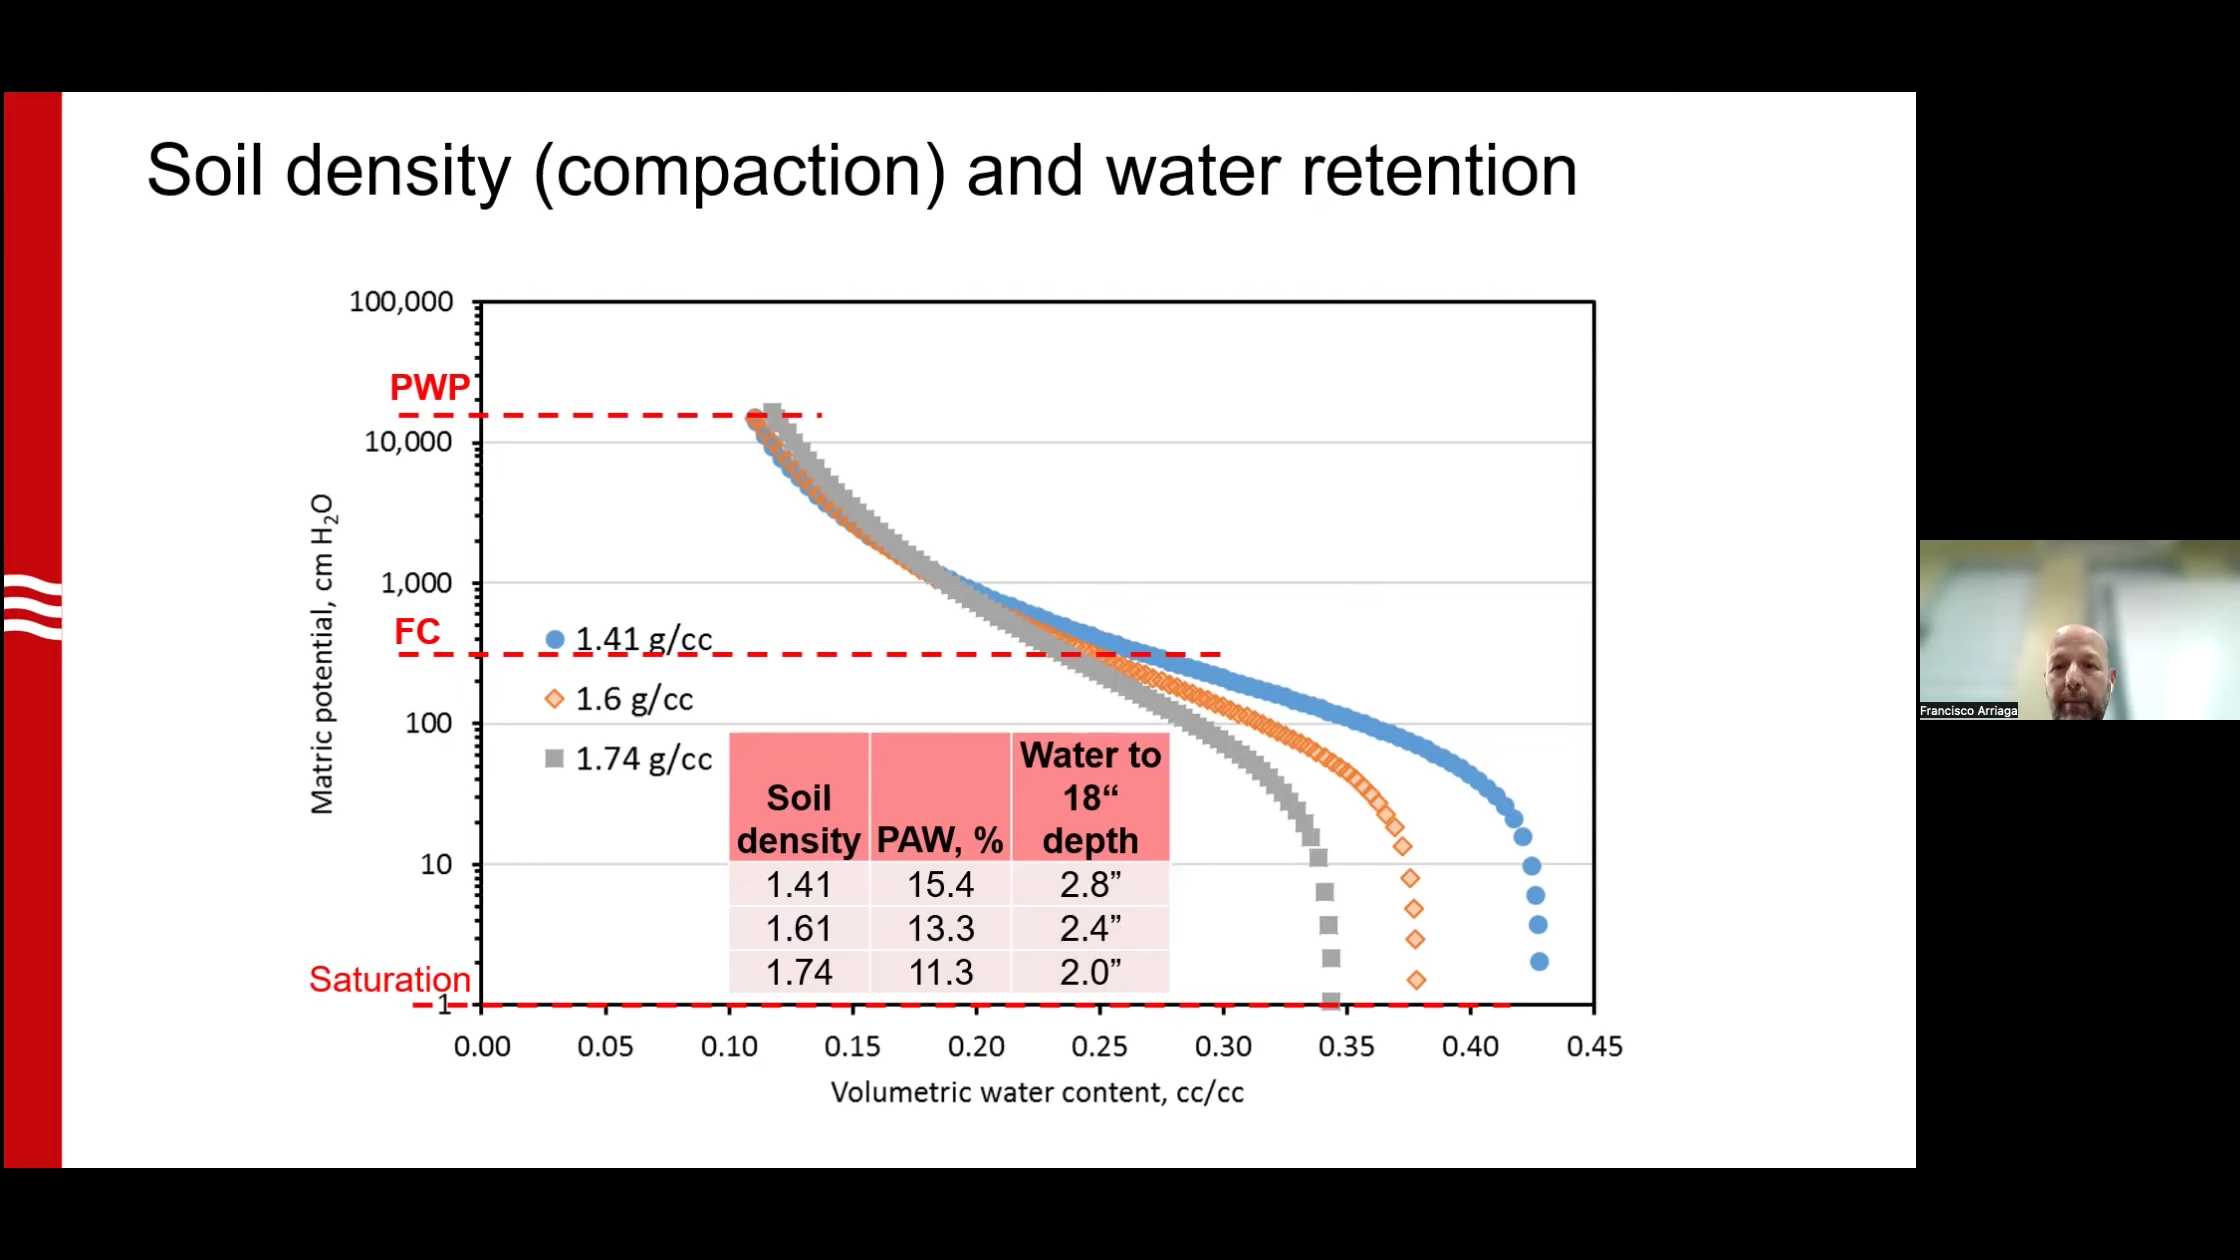 Soil density (compaction) and water retention
100,000
PWP
10,000
1,000
FC
100
10
Saturation
1
Matric potential, cm H₂O
1.41 g/cc
1.6 g/cc
1.74 g/cc
Soil density PAW, % Water to 18“ depth
1.41 15.4 2.8”
1.61 13.3 2.4”
1.74 11.3 2.0”
0.00 0.05 0.10 0.15 0.20 0.25 0.30 0.35 0.40 0.45
Volumetric water content, cc/cc
Francisco Arriaga